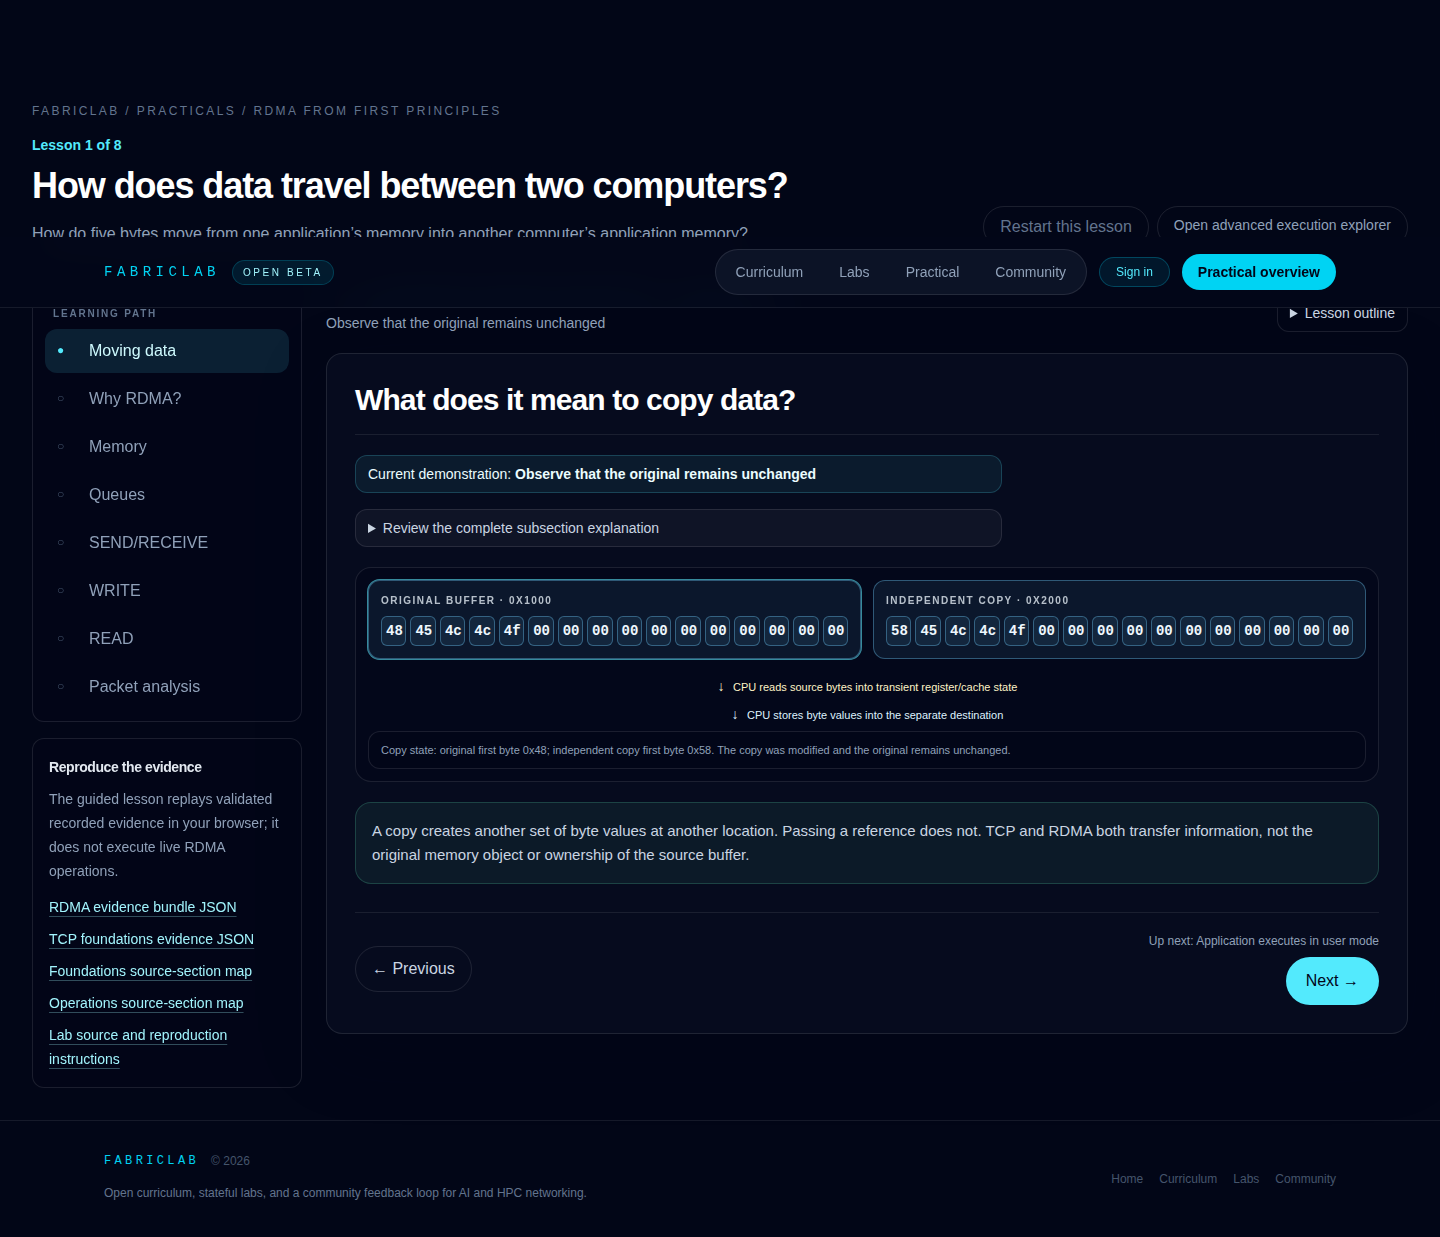 FABRICLAB / PRACTICALS / RDMA FROM FIRST PRINCIPLES
Lesson 1 of 8
How does data travel between two computers?
How do five bytes move from one application’s memory into another computer’s application memory?
Restart this lesson
Open advanced execution explorer
FABRICLAB
OPEN BETA
Curriculum
Labs
Practical
Community
Sign in
Practical overview
LEARNING PATH
Moving data
Why RDMA?
Memory
Queues
SEND/RECEIVE
WRITE
READ
Packet analysis
Reproduce the evidence
The guided lesson replays validated
recorded evidence in your browser; it
does not execute live RDMA
operations.
RDMA evidence bundle JSON
TCP foundations evidence JSON
Foundations source-section map
Operations source-section map
Lab source and reproduction
instructions
Observe that the original remains unchanged
▶ Lesson outline
What does it mean to copy data?
Current demonstration: Observe that the original remains unchanged
▶ Review the complete subsection explanation
ORIGINAL BUFFER · 0X1000
48 45 4c 4c 4f 00 00 00 00 00 00 00 00 00 00 00
INDEPENDENT COPY · 0X2000
58 45 4c 4c 4f 00 00 00 00 00 00 00 00 00 00 00
↓ CPU reads source bytes into transient register/cache state
↓ CPU stores byte values into the separate destination
Copy state: original first byte 0x48; independent copy first byte 0x58. The copy was modified and the original remains unchanged.
A copy creates another set of byte values at another location. Passing a reference does not. TCP and RDMA both transfer information, not the
original memory object or ownership of the source buffer.
← Previous
Up next: Application executes in user mode
Next →
FABRICLAB © 2026
Open curriculum, stateful labs, and a community feedback loop for AI and HPC networking.
Home
Curriculum
Labs
Community